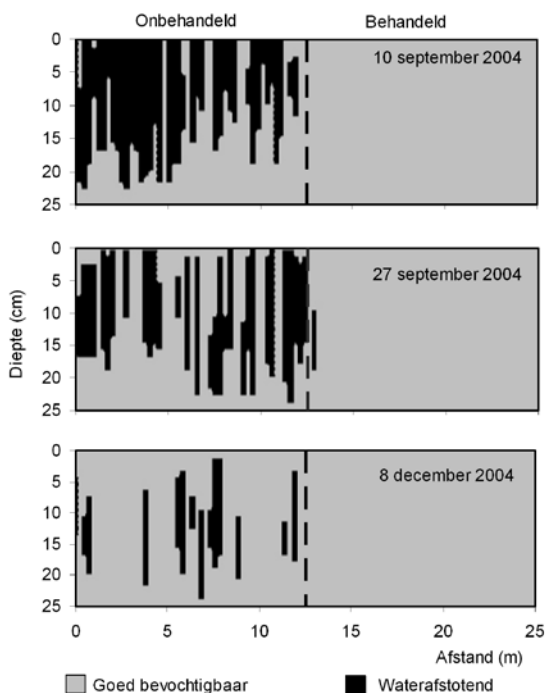 Onbehandeld Behandeld
0
5
10
15
20
25
10 september 2004
0
5
10
15
20
25
27 september 2004
Diepte (cm)
0
5
10
15
20
25
8 december 2004
0 5 10 15 20 25
Afstand (m)
Goed bevochtigbaar Waterafstotend